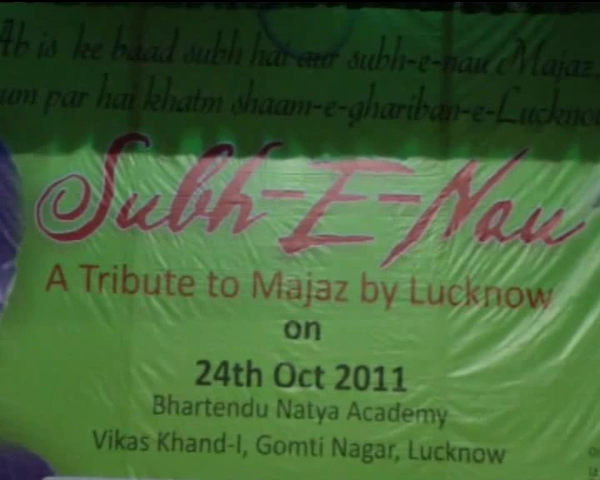 Ab is ke baad subh hai aur subh-e-nau Majaz,
um par hai khatm shaam-e-ghariban-e-Lucknow
Subh-E-Nau
A Tribute to Majaz by Lucknow
on
24th Oct 2011
Bhartendu Natya Academy
Vikas Khand-I, Gomti Nagar, Lucknow